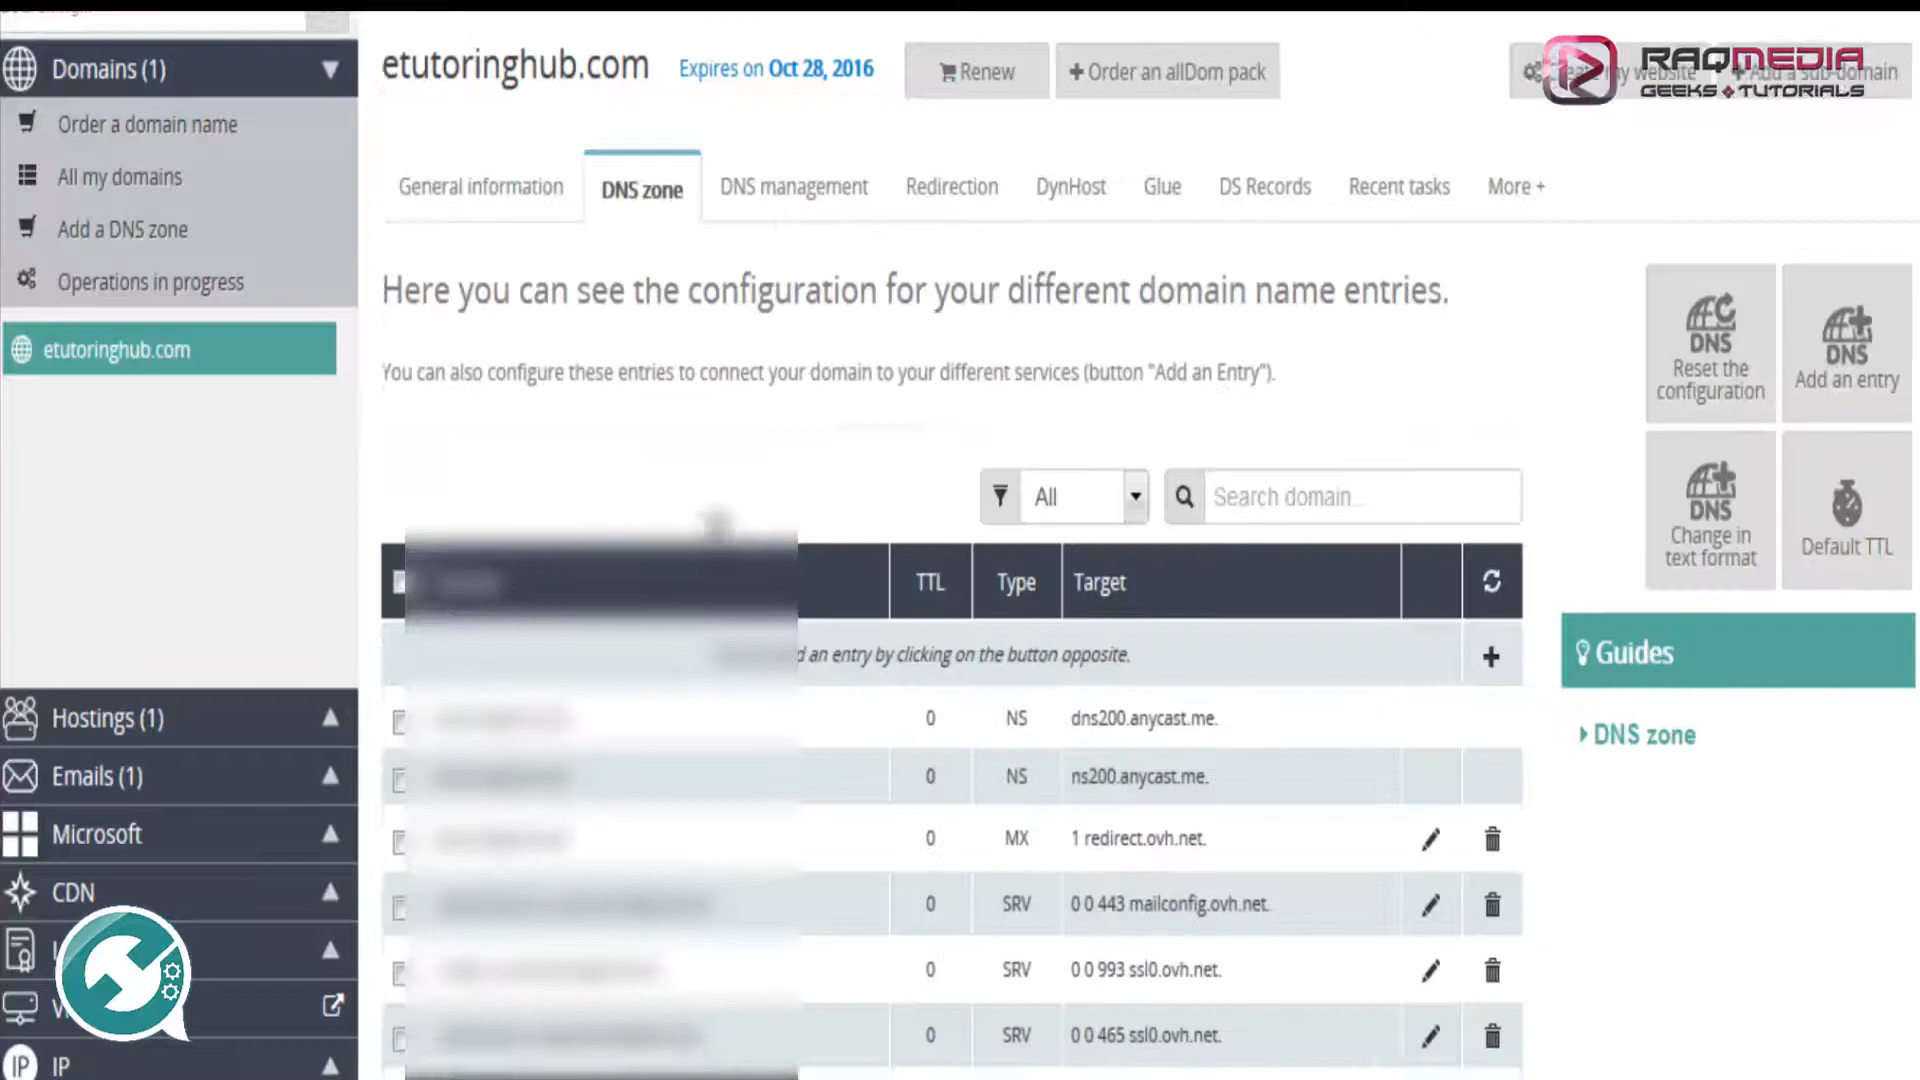 Domains (1)
Order a domain name
All my domains
Add a DNS zone
Operations in progress
etutoringhub.com
Hostings (1)
Emails (1)
Microsoft
CDN
IP IP
etutoringhub.com
Expires on Oct 28, 2016
Renew
Order an allDom pack
my website
Add a sub-domain
RAQMEDIA
GEEKS TUTORIALS
General information
DNS zone
DNS management
Redirection
DynHost
Glue
DS Records
Recent tasks
More +
Here you can see the configuration for your different domain name entries.
You can also configure these entries to connect your domain to your different services (button "Add an Entry").
DNS
Reset the
configuration
DNS
Add an entry
DNS
Change in
text format
Default TTL
All
Search domain...
TTL Type Target
an entry by clicking on the button opposite.
0 NS dns200.anycast.me.
0 NS ns200.anycast.me.
0 MX 1 redirect.ovh.net.
0 SRV 0 0 443 mailconfig.ovh.net.
0 SRV 0 0 993 ssl0.ovh.net.
0 SRV 0 0 465 ssl0.ovh.net.
Guides
DNS zone